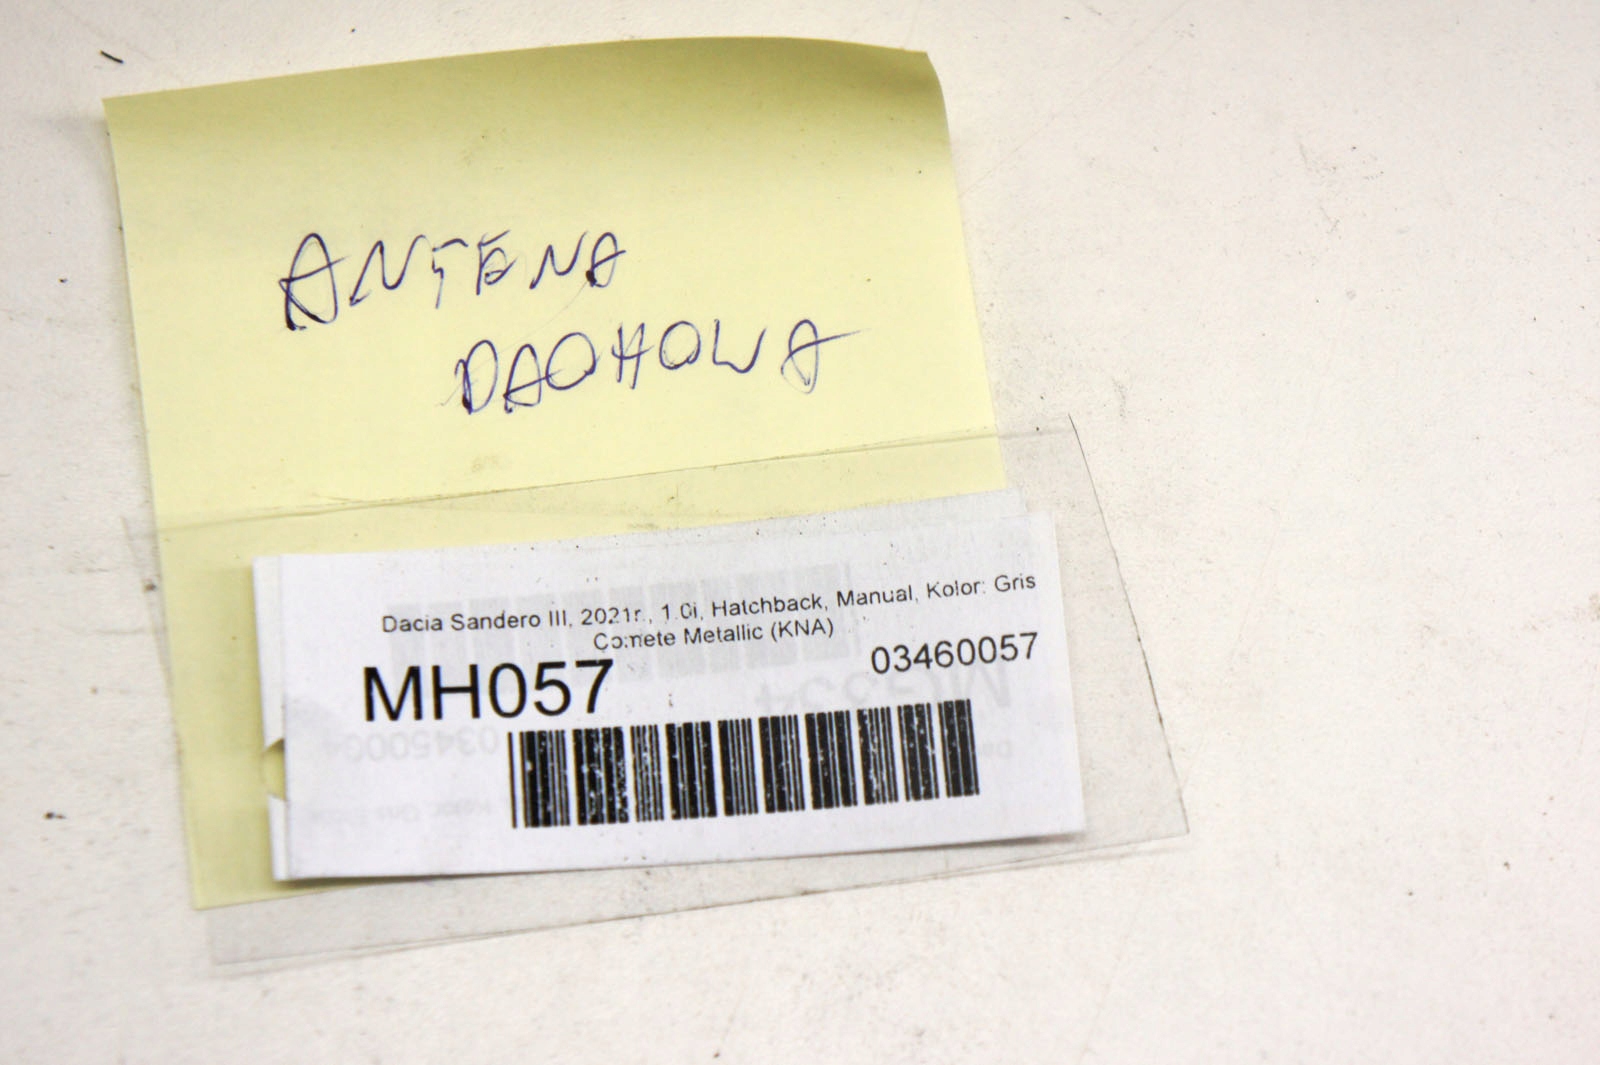 ANTENA
DACHOWA
Dacia Sandero III, 2021r., 1.0i, Hatchback, Manual, Kolor: Gris
Comete Metallic (KNA)
MH057
03460057